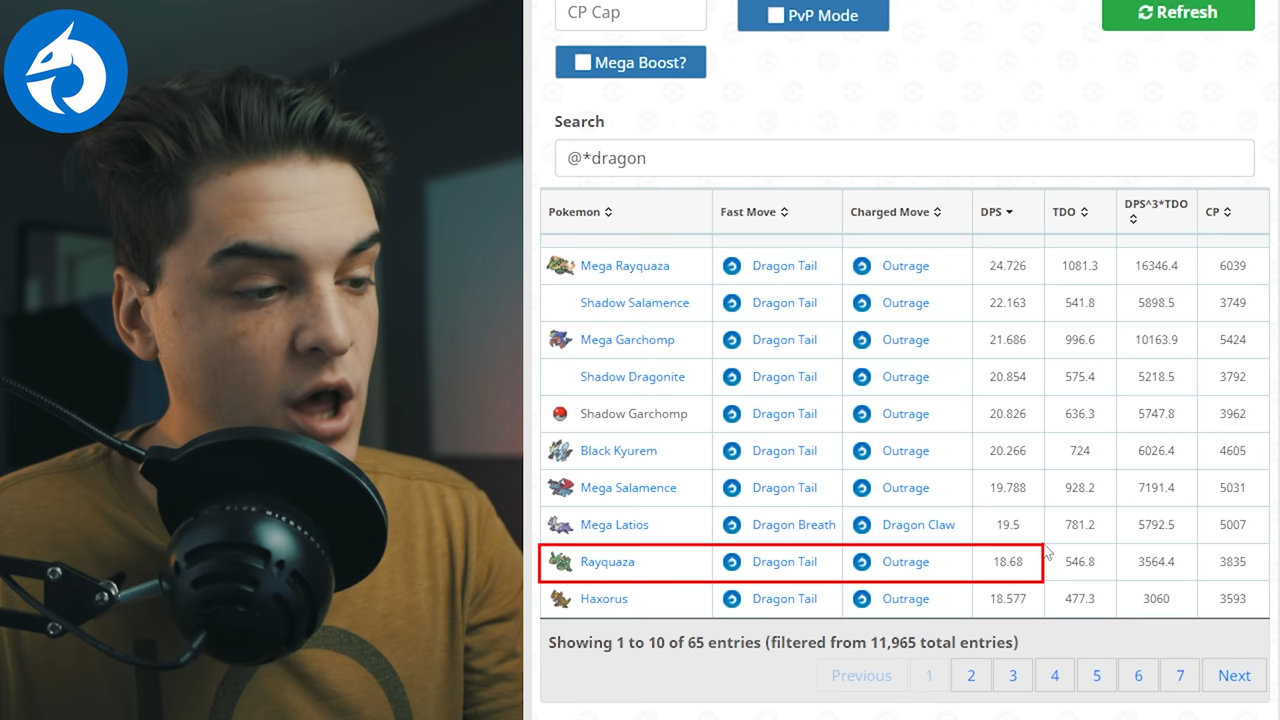 CP Cap
PvP Mode
Refresh
Mega Boost?
Search
@*dragon
Pokemon Fast Move Charged Move DPS TDO DPS^3*TDO CP
Mega Rayquaza Dragon Tail Outrage 24.726 1081.3 16346.4 6039
Shadow Salamence Dragon Tail Outrage 22.163 541.8 5898.5 3749
Mega Garchomp Dragon Tail Outrage 21.686 996.6 10163.9 5424
Shadow Dragonite Dragon Tail Outrage 20.854 575.4 5218.5 3792
Shadow Garchomp Dragon Tail Outrage 20.826 636.3 5747.8 3962
Black Kyurem Dragon Tail Outrage 20.266 724 6026.4 4605
Mega Salamence Dragon Tail Outrage 19.788 928.2 7191.4 5031
Mega Latios Dragon Breath Dragon Claw 19.5 781.2 5792.5 5007
Rayquaza Dragon Tail Outrage 18.68 546.8 3564.4 3835
Haxorus Dragon Tail Outrage 18.577 477.3 3060 3593
Showing 1 to 10 of 65 entries (filtered from 11,965 total entries)
Previous 1 2 3 4 5 6 7 Next